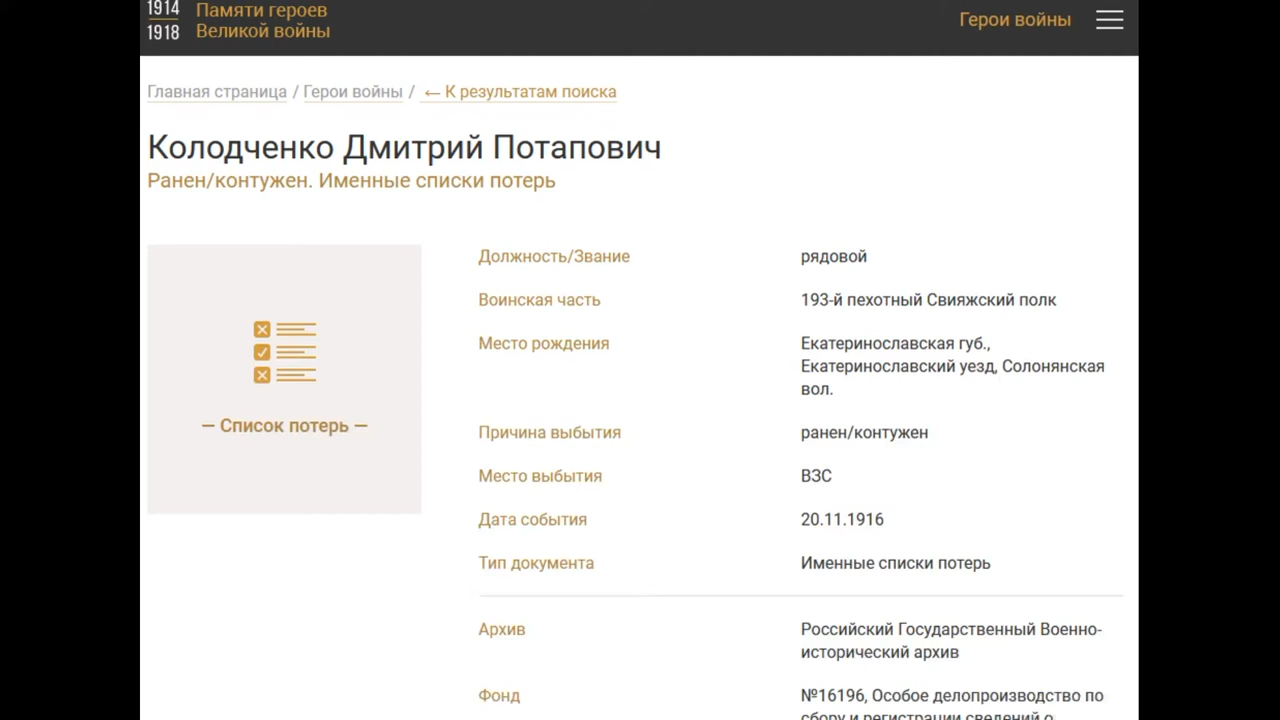 1914 Памяти героев
1918 Великой войны
Герои войны
Главная страница / Герои войны / ← К результатам поиска
Колодченко Дмитрий Потапович
Ранен/контужен. Именные списки потерь
— Список потерь —
Должность/Звание рядовой
Воинская часть 193-й пехотный Свияжский полк
Место рождения Екатеринославская губ.,
Екатеринославский уезд, Солонянская
вол.
Причина выбытия ранен/контужен
Место выбытия ВЗС
Дата события 20.11.1916
Тип документа Именные списки потерь
Архив Российский Государственный Военно-
исторический архив
Фонд №16196, Особое делопроизводство по
сбору и регистрации сведений о